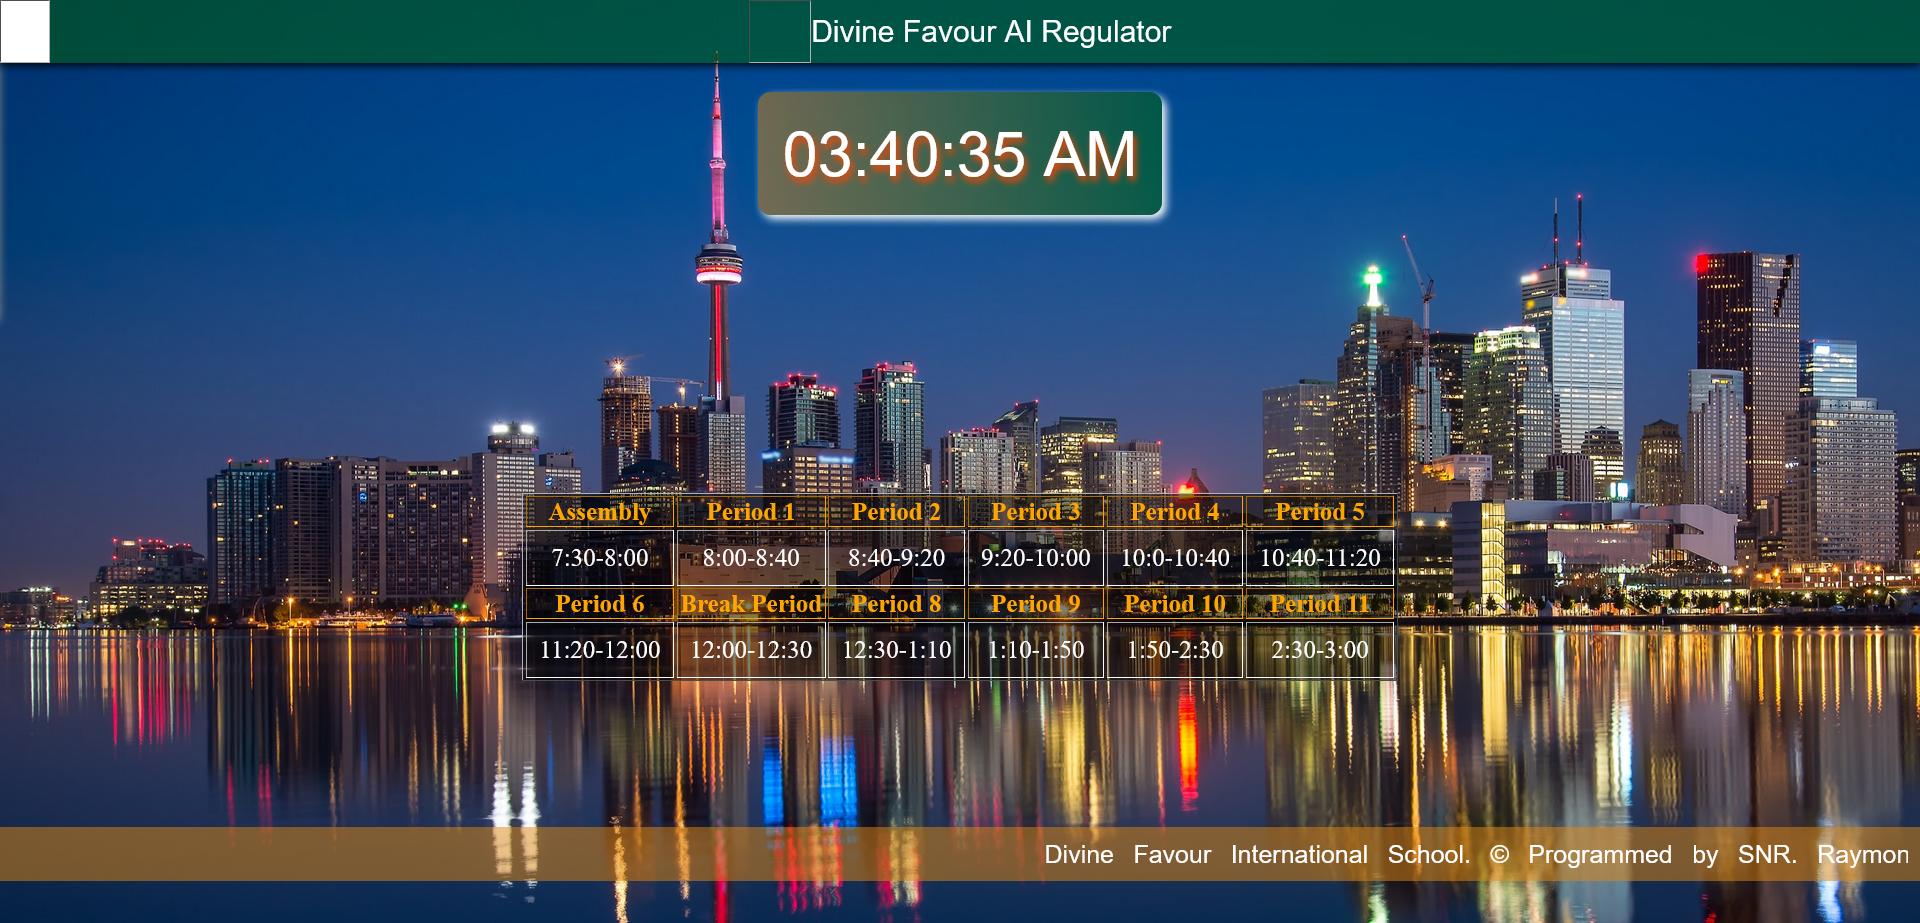 Divine Favour AI Regulator
03:40:35 AM
Assembly Period 1 Period 2 Period 3 Period 4 Period 5
7:30-8:00 8:00-8:40 8:40-9:20 9:20-10:00 10:0-10:40 10:40-11:20
Period 6 Break Period Period 8 Period 9 Period 10 Period 11
11:20-12:00 12:00-12:30 12:30-1:10 1:10-1:50 1:50-2:30 2:30-3:00
Divine Favour International School. © Programmed by SNR. Raymon